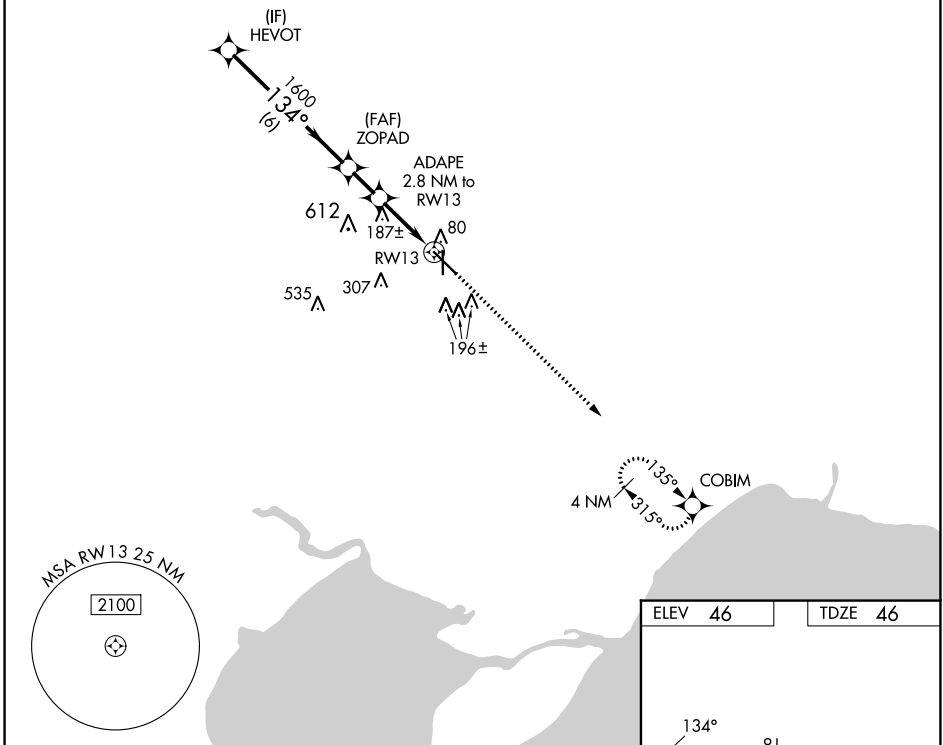 (IF)
HEVOT
1600
134°
(6)
(FAF)
ZOPAD
ADAPE
2.8 NM to
RW13
612
187±
80
RW13
535
307
196±
135°
COBIM
4 NM
315°
MSA RW13 25 NM
2100
ELEV 46
TDZE 46
134°